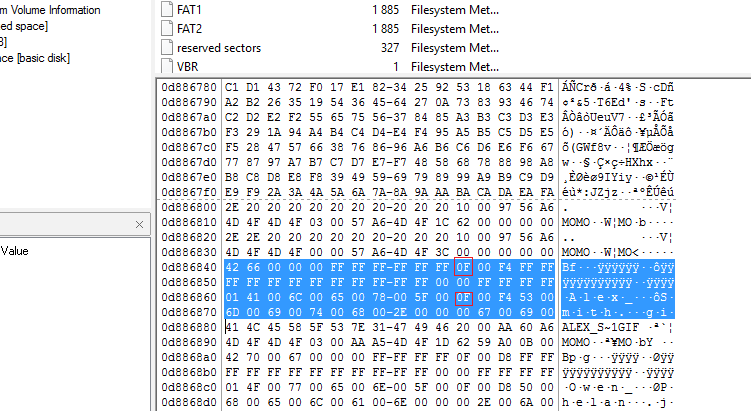 m Volume Information
ed space]
]
ce [basic disk]
Value
FAT1 1 885 Filesystem Met...
FAT2 1 885 Filesystem Met...
reserved sectors 327 Filesystem Met...
VBR 1 Filesystem Met...
0d886780 C1 D1 43 72 F0 17 E1 82-34 25 92 53 18 63 44 F1
0d886790 A2 B2 26 35 19 54 36 45-64 27 0A 73 83 93 46 74
0d8867a0 C2 D2 E2 F2 55 65 75 56-37 84 85 A3 B3 C3 D3 E3
0d8867b0 F3 29 1A 94 A4 B4 C4 D4-E4 F4 95 A5 B5 C5 D5 E5
0d8867c0 F5 28 47 57 66 38 76 86-96 A6 B6 C6 D6 E6 F6 67
0d8867d0 77 87 97 A7 B7 C7 D7 E7-F7 48 58 68 78 88 98 A8
0d8867e0 B8 C8 D8 E8 F8 39 49 59-69 79 89 99 A9 B9 C9 D9
0d8867f0 E9 F9 2A 3A 4A 5A 6A 7A-8A 9A AA BA CA DA EA FA
0d886800 2E 20 20 20 20 20 20 20-20 20 20 10 00 97 56 A6 . ···V¦
0d886810 4D 4F 4D 4F 03 00 57 A6-4D 4F 1C 62 00 00 00 00 MOMO··W¦MO·b····
0d886820 2E 2E 20 20 20 20 20 20-20 20 20 10 00 97 56 A6 .. ···V¦
0d886830 4D 4F 4D 4F 00 00 57 A6-4D 4F 3C 00 00 00 00 00 MOMO··W¦MO<·····
0d886840 42 66 00 00 00 FF FF FF-FF FF FF 0F 00 F4 FF FF Bf···ÿÿÿÿÿÿ··ôÿÿ
0d886850 FF FF FF FF FF FF FF FF-FF FF 00 00 FF FF FF FF ÿÿÿÿÿÿÿÿÿÿ··ÿÿÿÿ
0d886860 01 41 00 6C 00 65 00 78-00 5F 00 0F 00 F4 53 00 ·A·l·e·x·_···ôS·
0d886870 6D 00 69 00 74 00 68 00-2E 00 00 00 67 00 69 00 m·i·t·h·.···g·i·
0d886880 41 4C 45 58 5F 53 7E 31-47 49 46 20 00 AA 60 A6 ALEX_S~1GIF ·ª`¦
0d886890 4D 4F 4D 4F 03 00 AA A5-4D 4F 1D 62 59 A0 0B 00 MOMO··ª¥MO·bY ··
0d8868a0 42 70 00 67 00 00 00 FF-FF FF FF 0F 00 D8 FF FF Bp·g···ÿÿÿÿ··Øÿÿ
0d8868b0 FF FF FF FF FF FF FF FF-FF FF 00 00 FF FF FF FF ÿÿÿÿÿÿÿÿÿÿ··ÿÿÿÿ
0d8868c0 01 4F 00 77 00 65 00 6E-00 5F 00 0F 00 D8 50 00 ·O·w·e·n·_···ØP·
0d8868d0 68 00 65 00 6C 00 61 00-6E 00 00 00 2E 00 6A 00 h·e·l·a·n···.·j·